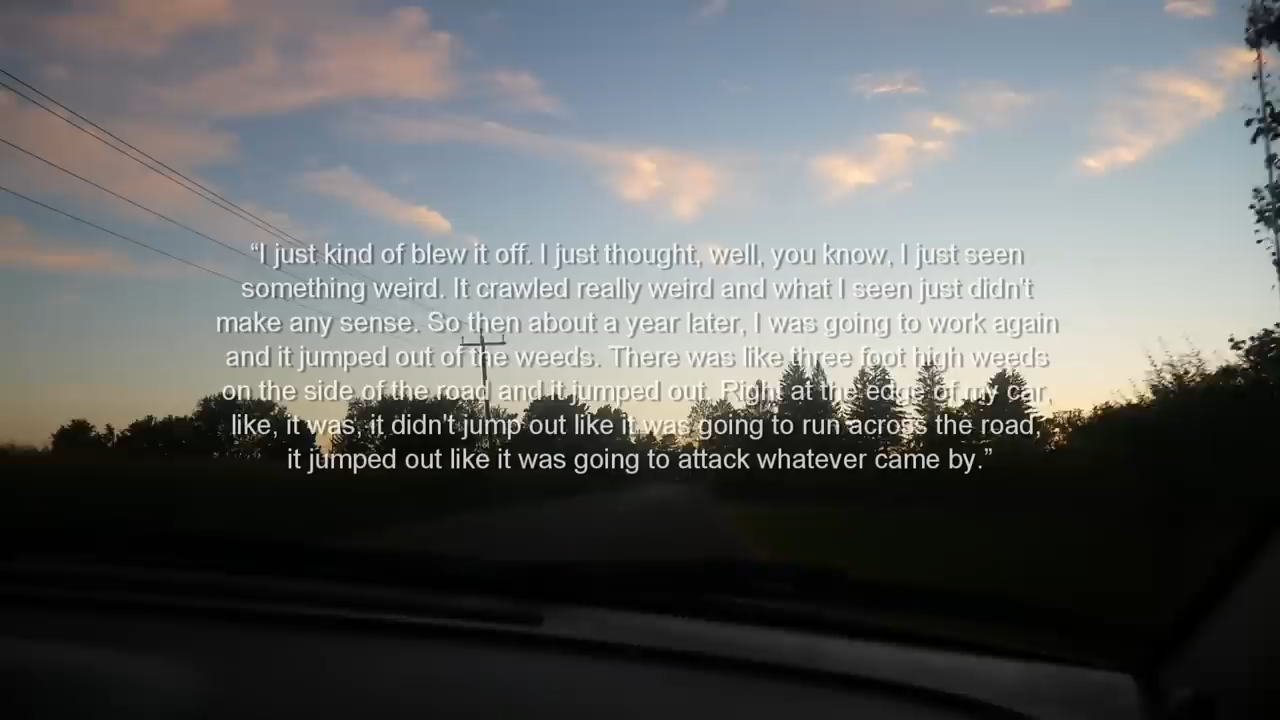 “I just kind of blew it off. I just thought, well, you know, I just seen
something weird. It crawled really weird and what I seen just didn't
make any sense. So then about a year later, I was going to work again
and it jumped out of the weeds. There was like three foot high weeds
on the side of the road and it jumped out. Right at the edge of my car,
like, it was, it didn't jump out like it was going to run across the road,
it jumped out like it was going to attack whatever came by.”